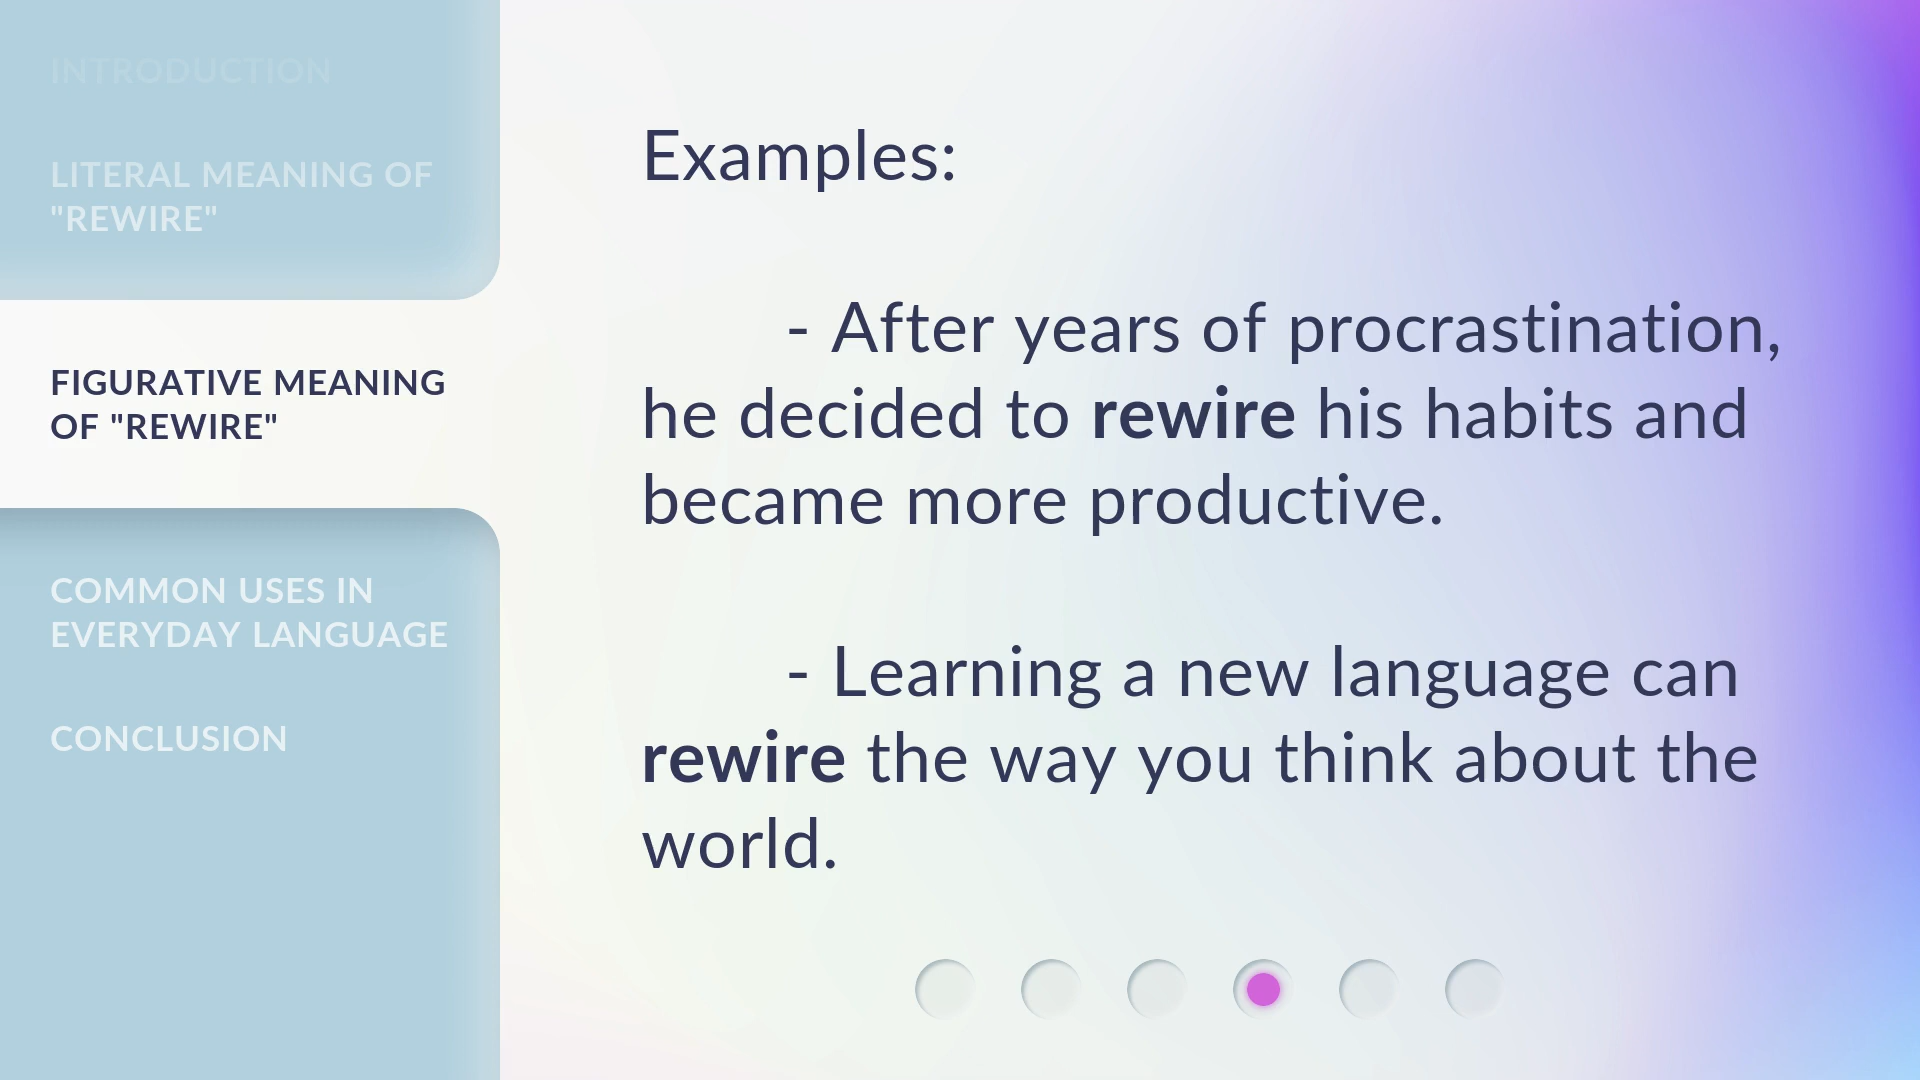 INTRODUCTION
LITERAL MEANING OF
"REWIRE"
FIGURATIVE MEANING
OF "REWIRE"
COMMON USES IN
EVERYDAY LANGUAGE
CONCLUSION
Examples:
- After years of procrastination,
he decided to rewire his habits and
became more productive.
- Learning a new language can
rewire the way you think about the
world.